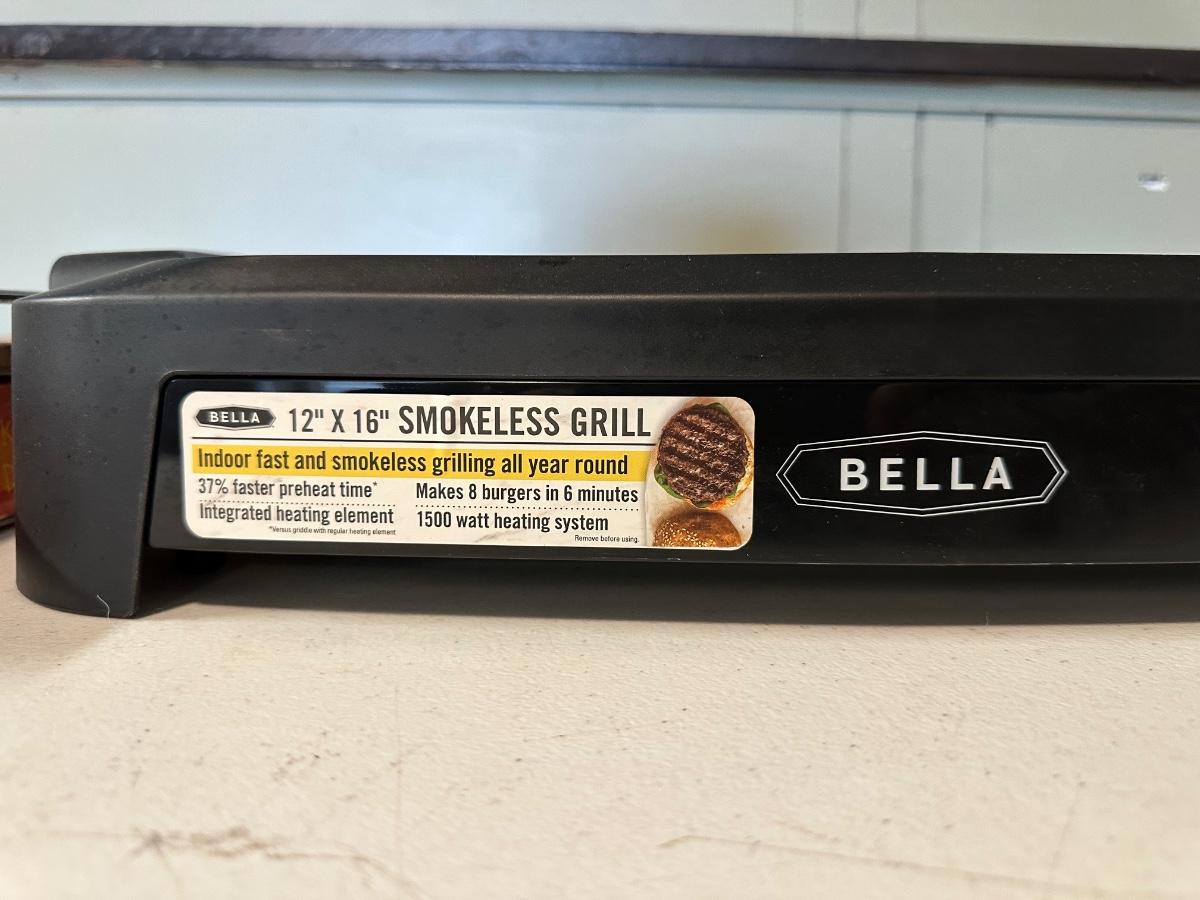 BELLA 12" X 16" SMOKELESS GRILL
Indoor fast and smokeless grilling all year round
37% faster preheat time*
Integrated heating element
*Versus griddle with regular heating element
Makes 8 burgers in 6 minutes
1500 watt heating system
Remove before using.
BELLA